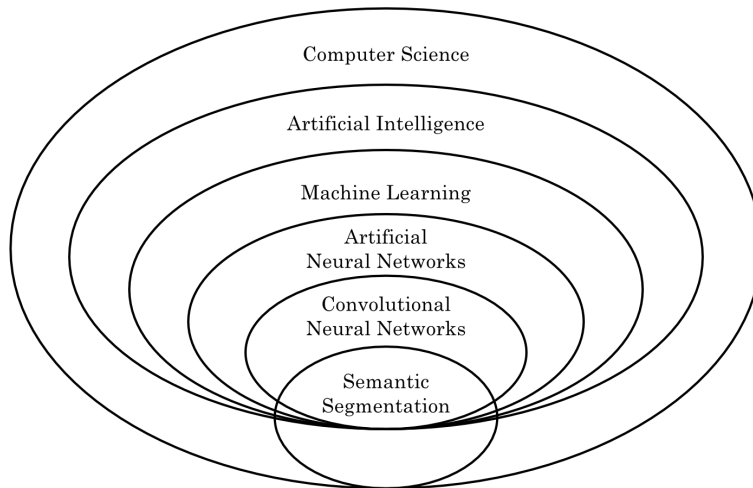 Computer Science
Artificial Intelligence
Machine Learning
Artificial
Neural Networks
Convolutional
Neural Networks
Semantic
Segmentation